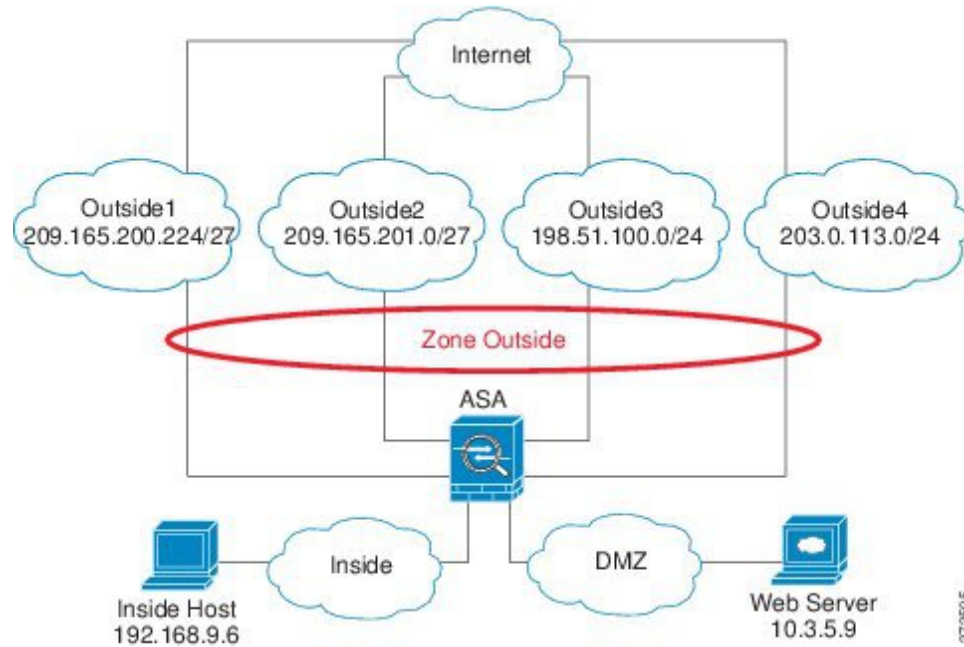 Internet
Outside1
209.165.200.224/27
Outside2
209.165.201.0/27
Outside3
198.51.100.0/24
Outside4
203.0.113.0/24
Zone Outside
ASA
Inside
DMZ
Inside Host
192.168.9.6
Web Server
10.3.5.9